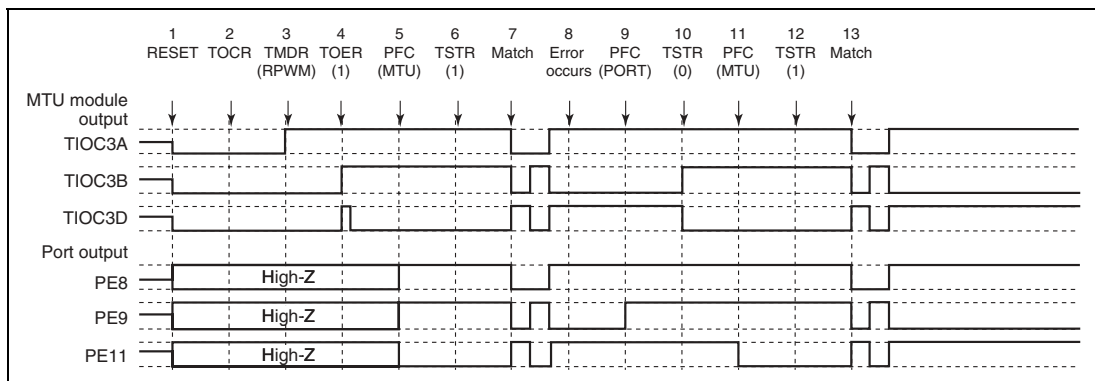 1 2 3 4 5 6 7 8 9 10 11 12 13
RESET TOCR TMDR TOER PFC TSTR Match Error PFC TSTR PFC TSTR Match
(RPWM) (1) (MTU) (1) occurs (PORT) (0) (MTU) (1)
MTU module
output
TIOC3A
TIOC3B
TIOC3D
Port output
PE8 High-Z
PE9 High-Z
PE11 High-Z